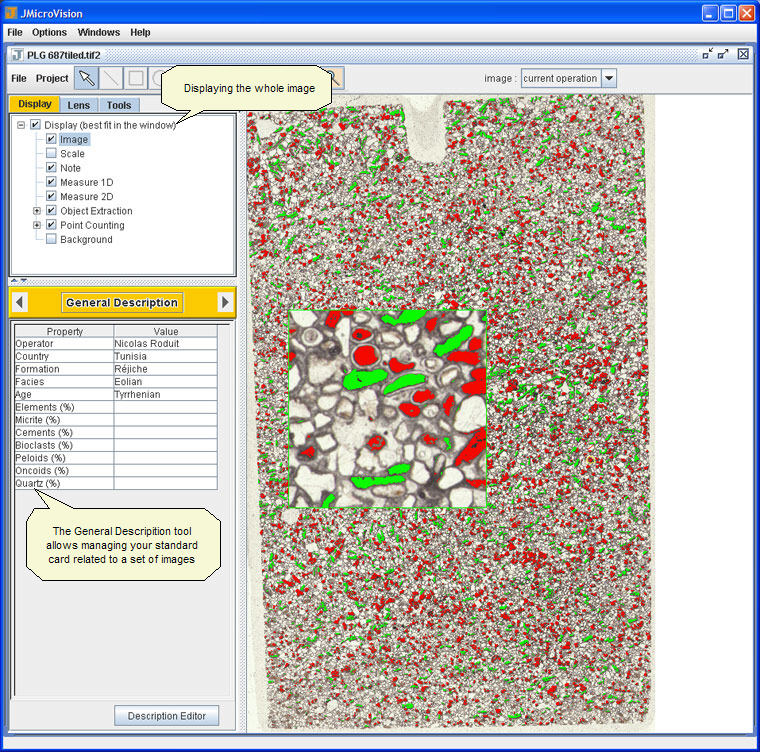 JMicroVision
File Options Windows Help
PLG 687tiled.tif2
File Project
image : current operation
Displaying the whole image
Display Lens Tools
Display (best fit in the window)
Image
Scale
Note
Measure 1D
Measure 2D
Object Extraction
Point Counting
Background
General Description
Property Value
Operator Nicolas Roduit
Country Tunisia
Formation Réjiche
Facies Eolian
Age Tyrrhenian
Elements (%)
Micrite (%)
Cements (%)
Bioclasts (%)
Peloids (%)
Oncoids (%)
Quartz (%)
The General Description tool
allows managing your standard
card related to a set of images
Description Editor